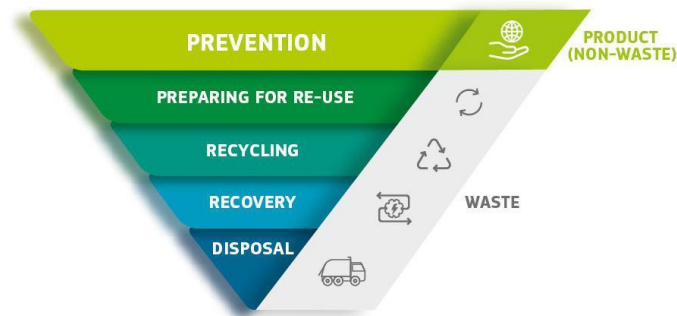 PREVENTION
PRODUCT
(NON-WASTE)
PREPARING FOR RE-USE
RECYCLING
RECOVERY
WASTE
DISPOSAL